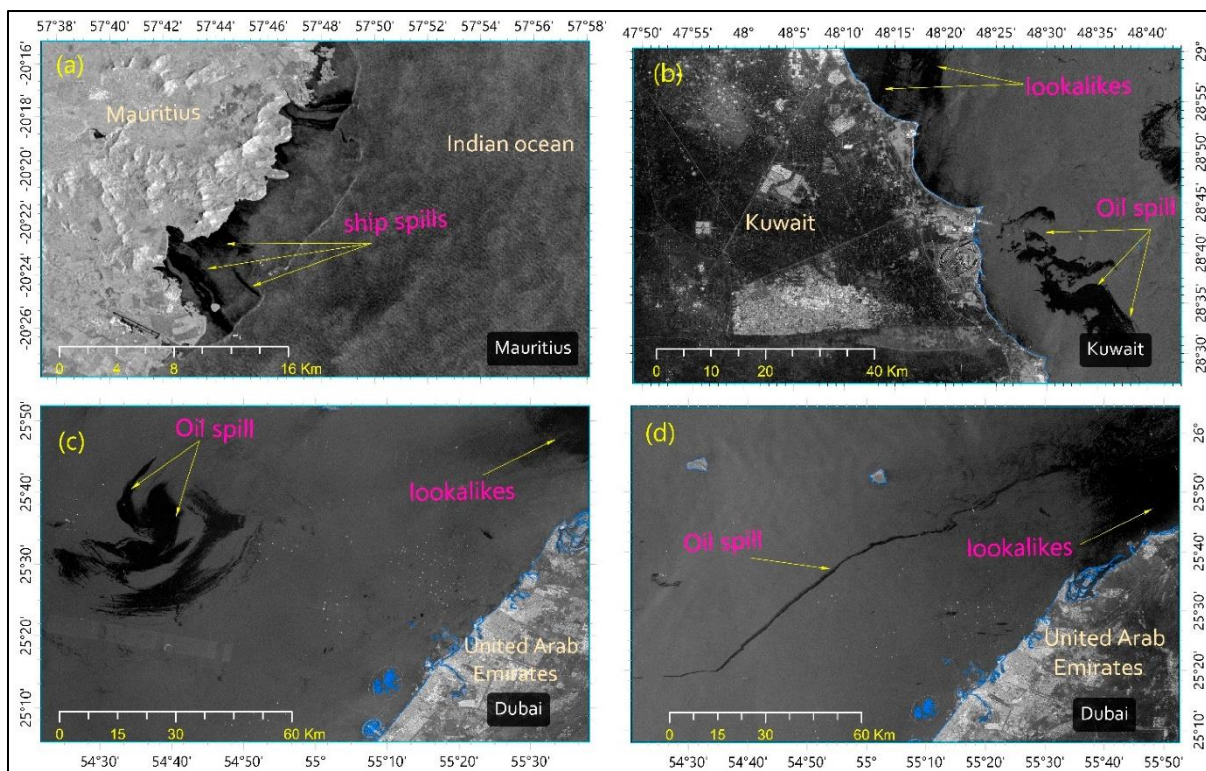 57°38' 57°40' 57°42' 57°44' 57°46' 57°48' 57°50' 57°52' 57°54' 57°56' 57°58'
-20°16'
-20°18'
-20°20'
-20°22'
-20°24'
-20°26'
(a)
Mauritius
Indian ocean
ship spills
0 4 8 16 Km
Mauritius
47°50' 47°55' 48° 48°5' 48°10' 48°15' 48°20' 48°25' 48°30' 48°35' 48°40'
29°
28°55'
28°50'
28°45'
28°40'
28°35'
28°30'
(b)
lookalikes
Kuwait
Oil spill
0 10 20 40 Km
Kuwait
25°50'
25°40'
25°30'
25°20'
25°10'
(c)
Oil spill
lookalikes
United Arab
Emirates
Dubai
0 15 30 60 Km
54°30' 54°40' 54°50' 55° 55°10' 55°20' 55°30'
(d)
Oil spill
lookalikes
United Arab
Emirates
Dubai
0 15 30 60 Km
26°
25°50'
25°40'
25°30'
25°20'
25°10'
54°30' 54°40' 54°50' 55° 55°10' 55°20' 55°30' 55°40' 55°50'